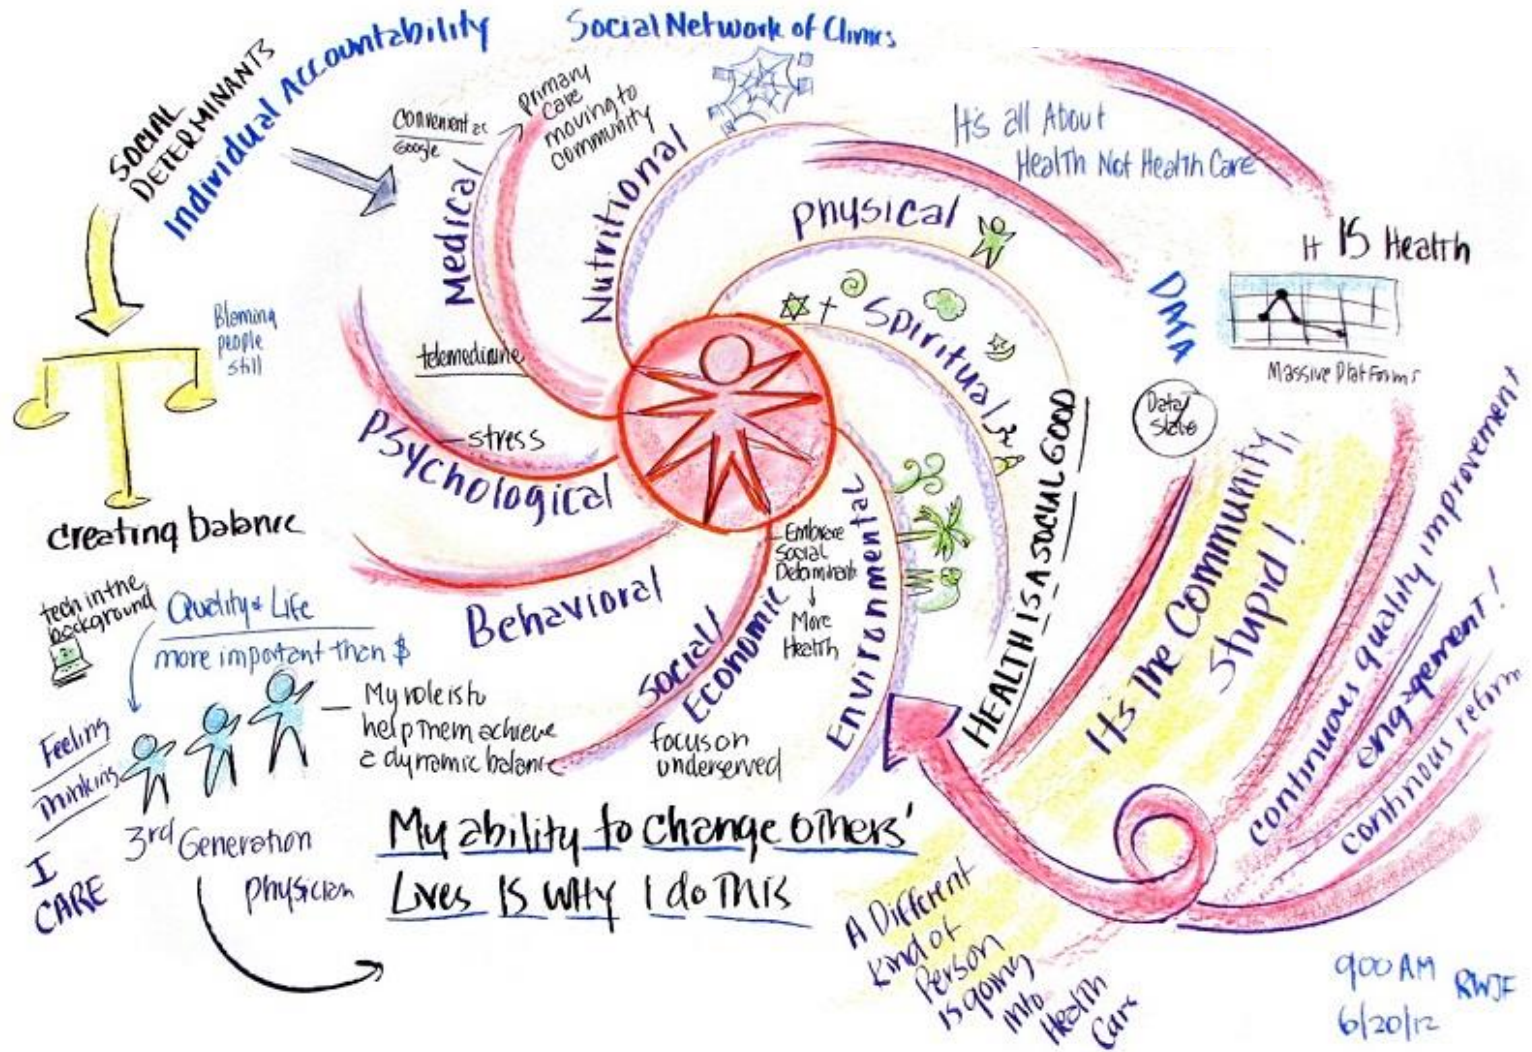 SOCIAL
DETERMINANTS
Individual Accountability
Social Network of Clinics
convenient as
Google
primary
care
moving to
community
Medical
Nutritional
Physical
It's all About
Health Not Health Care
It IS Health
DATA
Massive Platforms
Data
Spiritual
Blaming
people
still
telemedicine
stress
Psychological
creating balance
HEALTH IS A SOCIAL GOOD
Embrace
Social
Determinants
More
Health
Environmental
Behavioral
Social/
Economic
focus on
underserved
tech in the
background
Quality of Life
more important than $
My role is to
help them achieve
a dynamic balance
Feeling
Thinking
I
CARE
3rd Generation
physician
My ability to change others'
Lives IS WHY I do THIS
It's The Community,
Stupid!
continuous quality improvement
engagement!
continous reform
A Different
Kind of
Person
is going
into
Health
Care
900 AM
6/20/12
RWJF